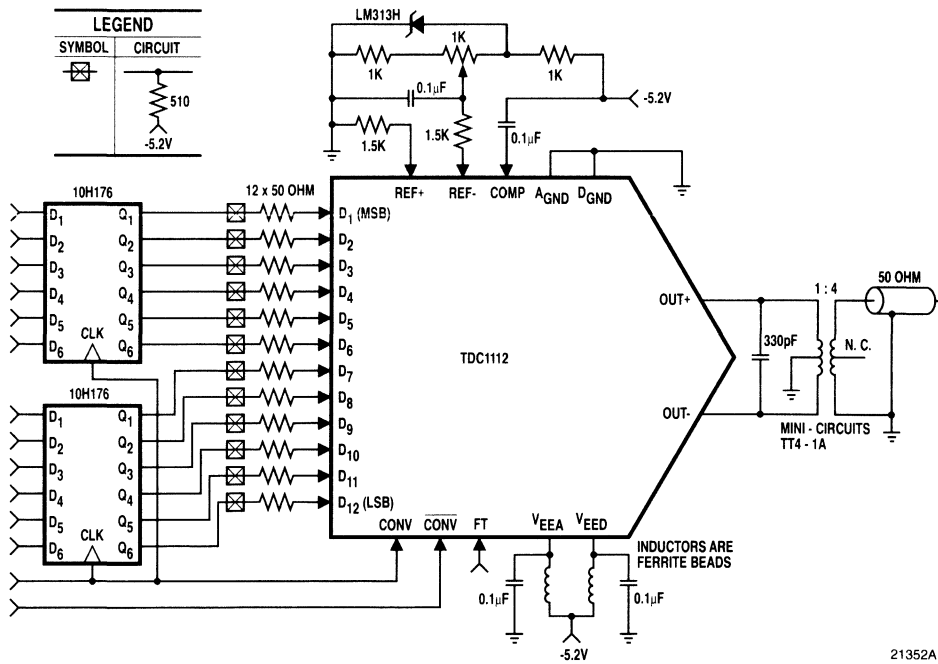 LEGEND
SYMBOL CIRCUIT
510
-5.2V
LM313H
1K
1K
1K
0.1μF
-5.2V
1.5K
1.5K
0.1μF
10H176
12 x 50 OHM
REF+ REF- COMP AGND DGND
D1 Q1
D2 Q2
D3 Q3
D4 Q4
D5 Q5
D6 Q6
CLK
D1 (MSB)
D2
D3
D4
D5
D6
D7
D8
D9
D10
D11
D12 (LSB)
TDC1112
OUT+
OUT-
330pF
1 : 4
50 OHM
N. C.
MINI - CIRCUITS
TT4 - 1A
10H176
D1 Q1
D2 Q2
D3 Q3
D4 Q4
D5 Q5
D6 Q6
CLK
CONV CONV FT VEEA VEED
INDUCTORS ARE
FERRITE BEADS
0.1μF
0.1μF
-5.2V
21352A